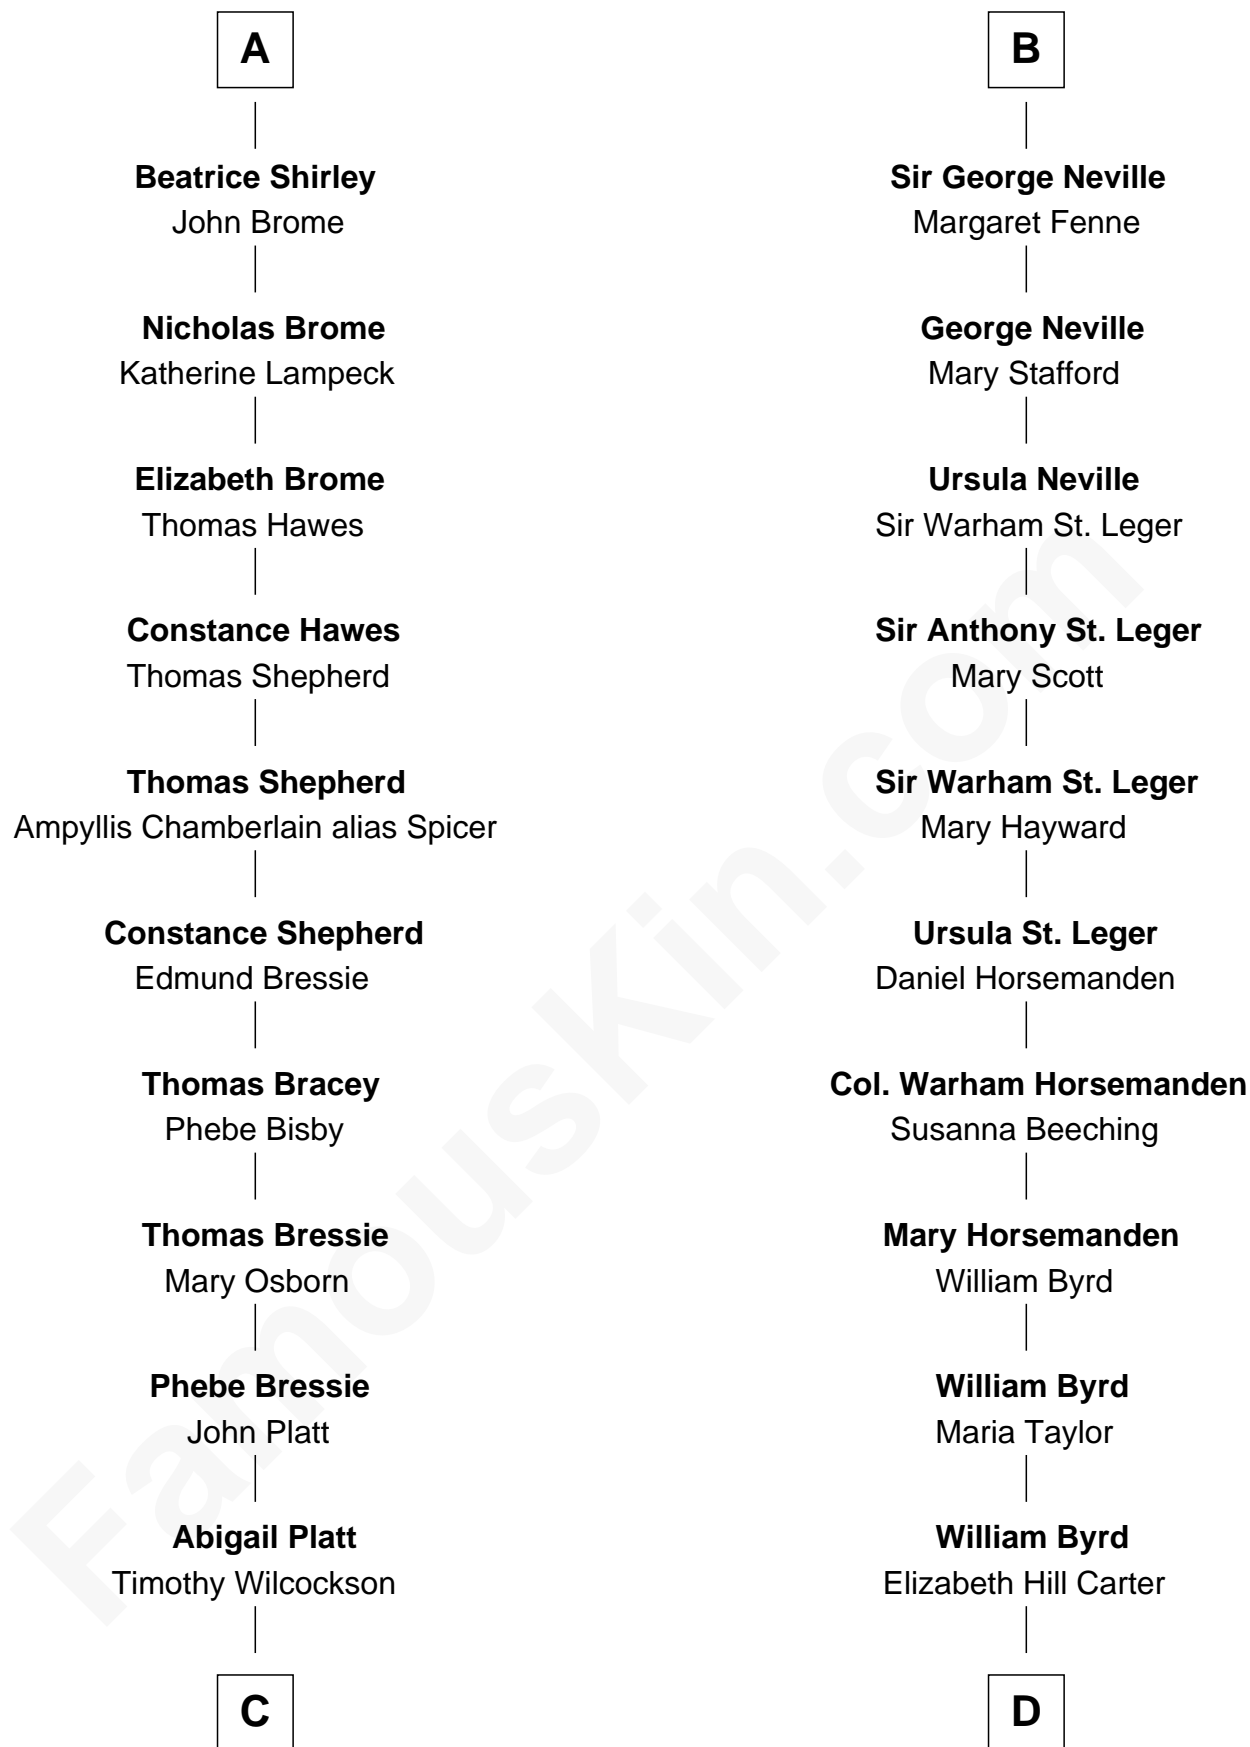 A
Beatrice Shirley
John Brome
Nicholas Brome
Katherine Lampeck
Elizabeth Brome
Thomas Hawes
Constance Hawes
Thomas Shepherd
Thomas Shepherd
Ampyllis Chamberlain alias Spicer
Constance Shepherd
Edmund Bressie
Thomas Bracey
Phebe Bisby
Thomas Bressie
Mary Osborn
Phebe Bressie
John Platt
Abigail Platt
Timothy Wilcockson
C
B
Sir George Neville
Margaret Fenne
George Neville
Mary Stafford
Ursula Neville
Sir Warham St. Leger
Sir Anthony St. Leger
Mary Scott
Sir Warham St. Leger
Mary Hayward
Ursula St. Leger
Daniel Horsemanden
Col. Warham Horsemanden
Susanna Beeching
Mary Horsemanden
William Byrd
William Byrd
Maria Taylor
William Byrd
Elizabeth Hill Carter
D
FamousKin.com